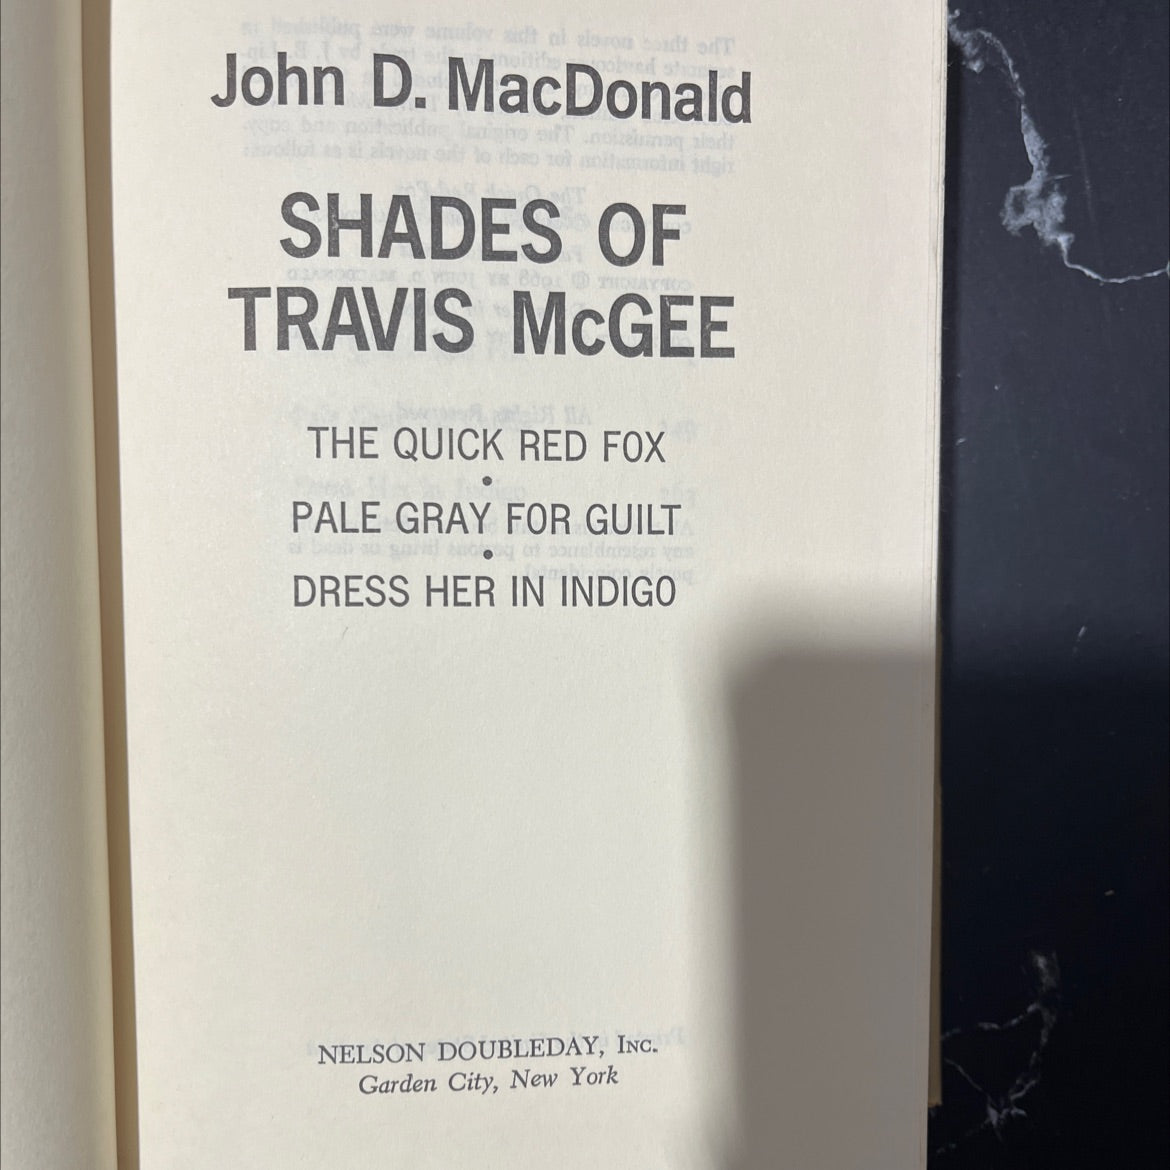 John D. MacDonald
SHADES OF
TRAVIS McGEE
THE QUICK RED FOX
•
PALE GRAY FOR GUILT
•
DRESS HER IN INDIGO
NELSON DOUBLEDAY, INC.
Garden City, New York